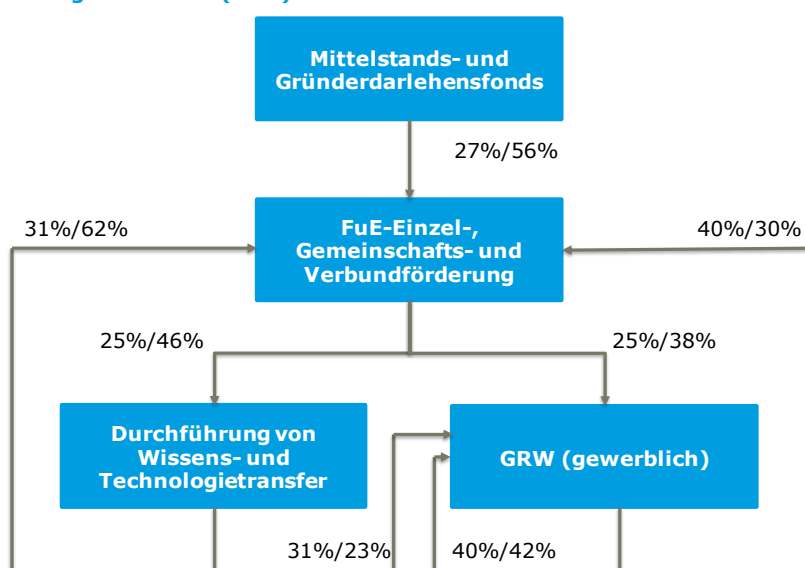 Mittelstands- und
Gründerdarlehensfonds
27%/56%
31%/62%
FuE-Einzel-,
Gemeinschafts- und
Verbundförderung
40%/30%
25%/46%
25%/38%
Durchführung von
Wissens- und
Technologietransfer
GRW (gewerblich)
31%/23%
40%/42%